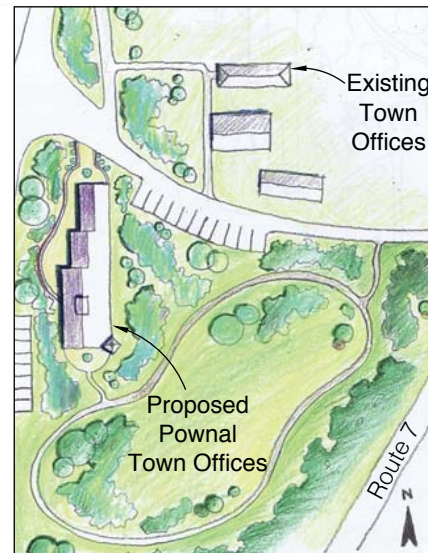 Existing
Town
Offices
Proposed
Pownal
Town Offices
Route 7
N